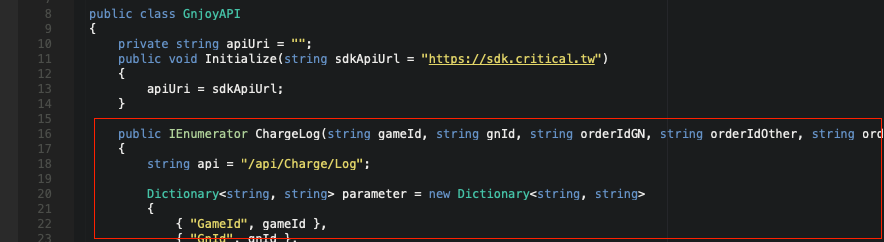 8 public class GnjoyAPI
9 {
10 private string apiUri = "";
11 public void Initialize(string sdkApiUrl = "https://sdk.critical.tw")
12 {
13 apiUri = sdkApiUrl;
14 }
15
16 public IEnumerator ChargeLog(string gameId, string gnId, string orderIdGN, string orderIdOther, string ord
17 {
18 string api = "/api/Charge/Log";
19
20 Dictionary<string, string> parameter = new Dictionary<string, string>
21 {
22 { "GameId", gameId },
23 { "GnId", gnId },